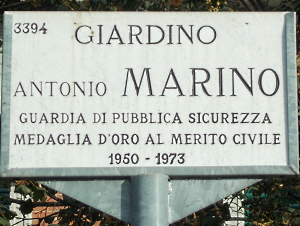 3394
GIARDINO
ANTONIO MARINO
GUARDIA DI PUBBLICA SICUREZZA
MEDAGLIA D'ORO AL MERITO CIVILE
1950 - 1973